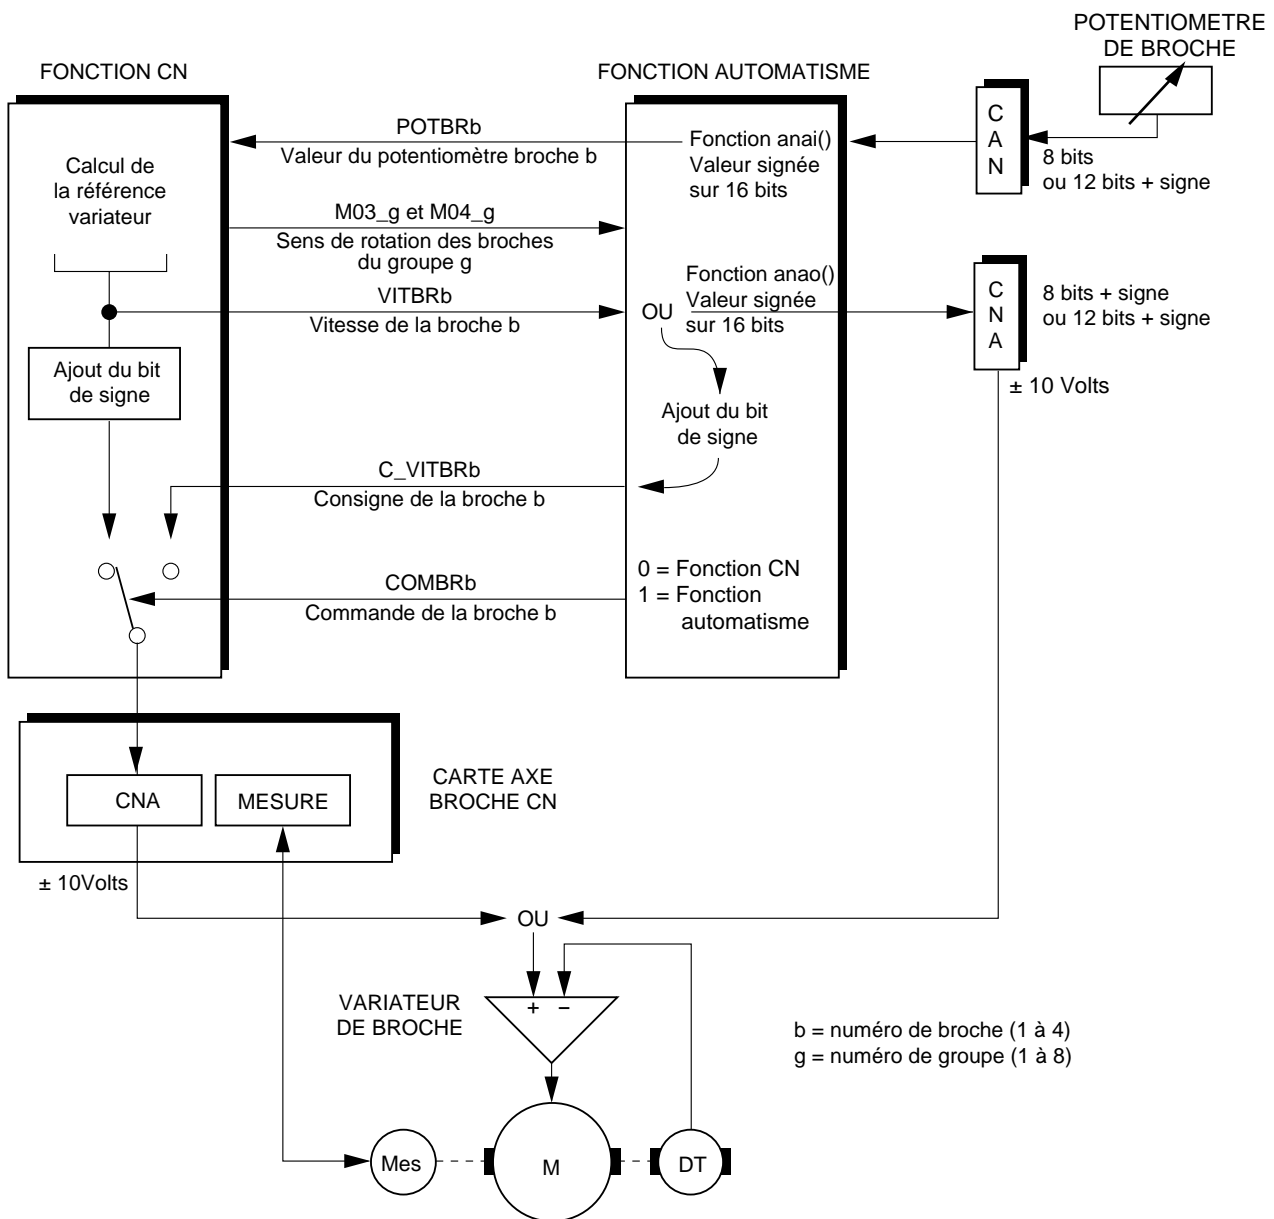 POTENTIOMETRE
DE BROCHE
FONCTION CN
FONCTION AUTOMATISME
C
A
N
8 bits
ou 12 bits + signe
POTBRb
Valeur du potentiomètre broche b
Fonction anai()
Valeur signée
sur 16 bits
Calcul de
la référence
variateur
M03_g et M04_g
Sens de rotation des broches
du groupe g
VITBRb
Vitesse de la broche b
Fonction anao()
Valeur signée
sur 16 bits
OU
C
N
A
8 bits + signe
ou 12 bits + signe
± 10 Volts
Ajout du bit
de signe
Ajout du bit
de signe
C_VITBRb
Consigne de la broche b
COMBRb
Commande de la broche b
0 = Fonction CN
1 = Fonction
automatisme
CNA
MESURE
CARTE AXE
BROCHE CN
± 10Volts
OU
VARIATEUR
DE BROCHE
+ −
b = numéro de broche (1 à 4)
g = numéro de groupe (1 à 8)
Mes
M
DT